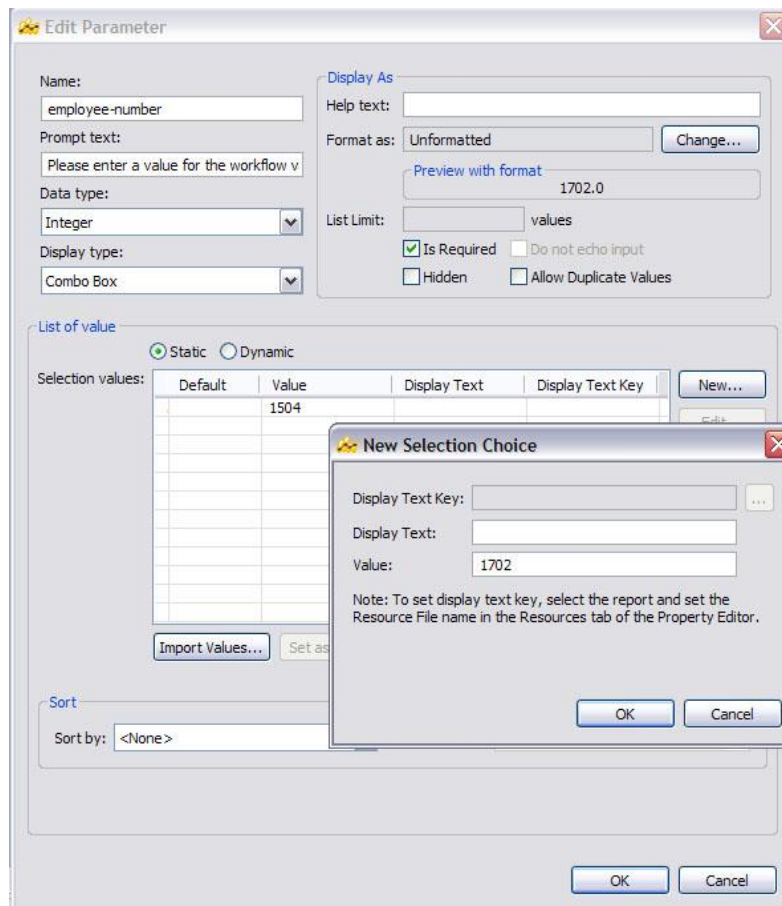 Edit Parameter
Name:
employee-number
Prompt text:
Please enter a value for the workflow v
Data type:
Integer
Display type:
Combo Box
Display As
Help text:
Format as: Unformatted Change...
Preview with format
1702.0
List Limit: values
Is Required Do not echo input
Hidden Allow Duplicate Values
List of value
Static Dynamic
Selection values: Default Value Display Text Display Text Key New...
1504
Edit
New Selection Choice
Display Text Key: ...
Display Text:
Value: 1702
Note: To set display text key, select the report and set the
Resource File name in the Resources tab of the Property Editor.
OK Cancel
Import Values... Set as
Sort
Sort by: <None>
OK Cancel